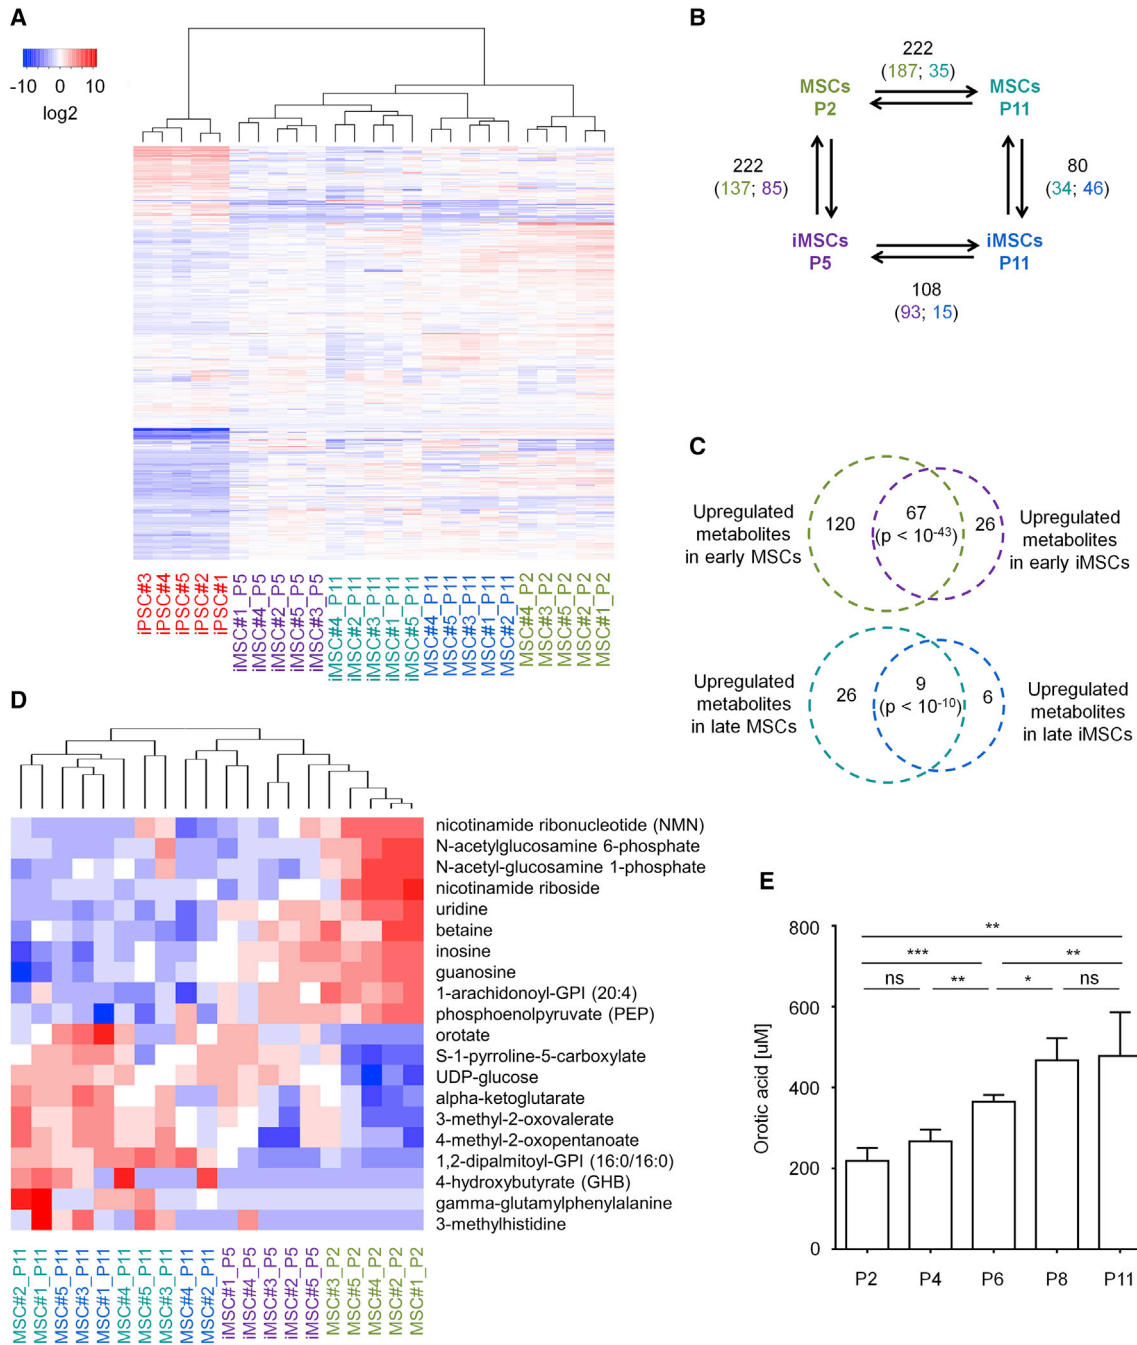 A
-10 0 10
log2
iPSC#3
iPSC#4
iPSC#5
iPSC#2
iPSC#1
iMSC#1_P5
iMSC#4_P5
iMSC#2_P5
iMSC#5_P5
iMSC#3_P5
iMSC#4_P11
iMSC#2_P11
iMSC#3_P11
iMSC#1_P11
iMSC#5_P11
MSC#4_P11
MSC#5_P11
MSC#3_P11
MSC#1_P11
MSC#2_P11
MSC#4_P2
MSC#3_P2
MSC#5_P2
MSC#2_P2
MSC#1_P2
B
222
(187; 35)
MSCs
P2
MSCs
P11
222
(137; 85)
80
(34; 46)
iMSCs
P5
iMSCs
P11
108
(93; 15)
C
Upregulated
metabolites
in early MSCs
120
67
(p < 10-43)
26
Upregulated
metabolites
in early iMSCs
Upregulated
metabolites
in late MSCs
26
9
(p < 10-10)
6
Upregulated
metabolites
in late iMSCs
D
nicotinamide ribonucleotide (NMN)
N-acetylglucosamine 6-phosphate
N-acetyl-glucosamine 1-phosphate
nicotinamide riboside
uridine
betaine
inosine
guanosine
1-arachidonoyl-GPI (20:4)
phosphoenolpyruvate (PEP)
orotate
S-1-pyrroline-5-carboxylate
UDP-glucose
alpha-ketoglutarate
3-methyl-2-oxovalerate
4-methyl-2-oxopentanoate
1,2-dipalmitoyl-GPI (16:0/16:0)
4-hydroxybutyrate (GHB)
gamma-glutamylphenylalanine
3-methylhistidine
MSC#2_P11
MSC#1_P11
MSC#5_P11
MSC#3_P11
MSC#1_P11
MSC#4_P11
MSC#5_P11
MSC#3_P11
MSC#4_P11
MSC#2_P11
iMSC#1_P5
iMSC#4_P5
iMSC#3_P5
iMSC#2_P5
iMSC#5_P5
MSC#3_P2
MSC#5_P2
MSC#4_P2
MSC#2_P2
MSC#1_P2
E
Orotic acid [uM]
800
600
400
200
0
**
*** **
ns ** * ns
P2 P4 P6 P8 P11